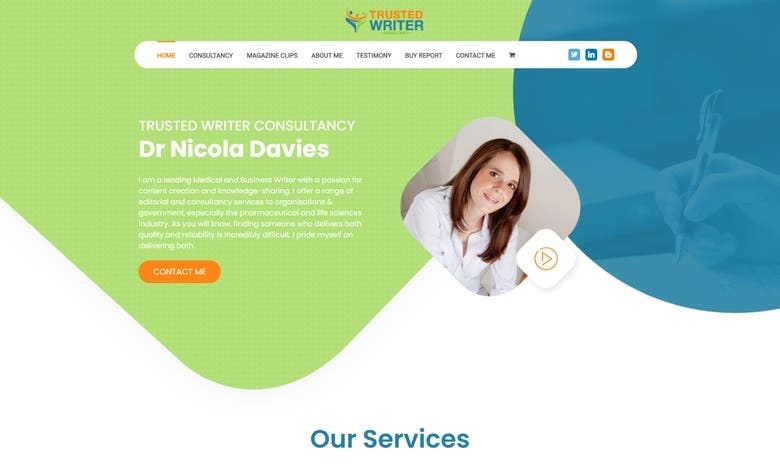 TRUSTED
WRITER
HOME CONSULTANCY MAGAZINE CLIPS ABOUT ME TESTIMONY BUY REPORT CONTACT ME
TRUSTED WRITER CONSULTANCY
Dr Nicola Davies
I am a leading Medical and Business Writer with a passion for
content creation and knowledge-sharing. I offer a range of
editorial and consultancy services to organisations &
government, especially the pharmaceutical and life sciences
industry. As you will know, finding someone who delivers both
quality and reliability is incredibly difficult. I pride myself on
delivering both.
CONTACT ME
Our Services